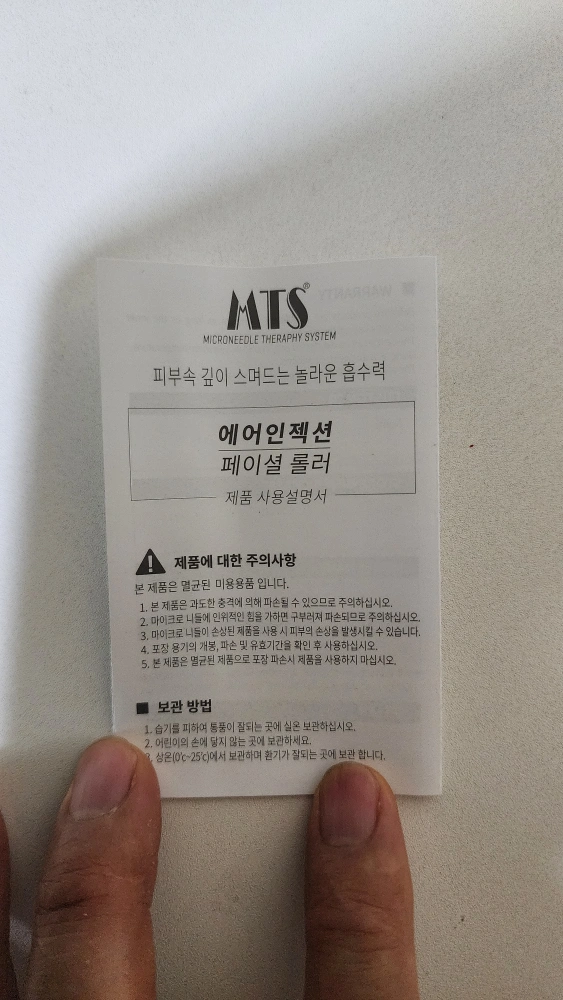 MTS®
MICRONEEDLE THERAPHY SYSTEM
피부속 깊이 스며드는 놀라운 흡수력
에어인젝션
페이셜 롤러
제품 사용설명서
제품에 대한 주의사항
본 제품은 멸균된 미용용품 입니다.
1. 본 제품은 과도한 충격에 의해 파손될 수 있으므로 주의하십시오.
2. 마이크로 니들에 인위적인 힘을 가하면 구부러져 파손되므로 주의하십시오.
3. 마이크로 니들이 손상된 제품을 사용 시 피부의 손상을 발생시킬 수 있습니다.
4. 포장 용기의 개봉, 파손 및 유효기간을 확인 후 사용하십시오.
5. 본 제품은 멸균된 제품으로 포장 파손시 제품을 사용하지 마십시오.
■ 보관 방법
1. 습기를 피하여 통풍이 잘되는 곳에 실온 보관하십시오.
2. 어린이의 손에 닿지 않는 곳에 보관하세요.
3. 상온(0℃~25℃)에서 보관하며 환기가 잘되는 곳에 보관 합니다.
WARRANTY